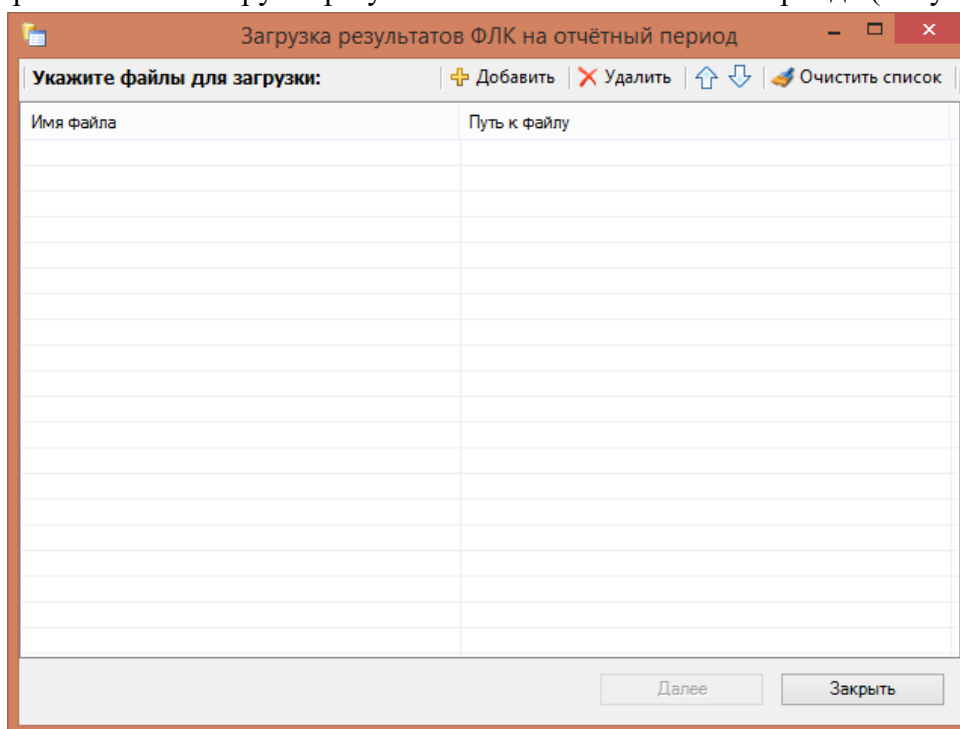 Загрузка результатов ФЛК на отчётный период
Укажите файлы для загрузки: Добавить Удалить Очистить список
Имя файла Путь к файлу
Далее Закрыть